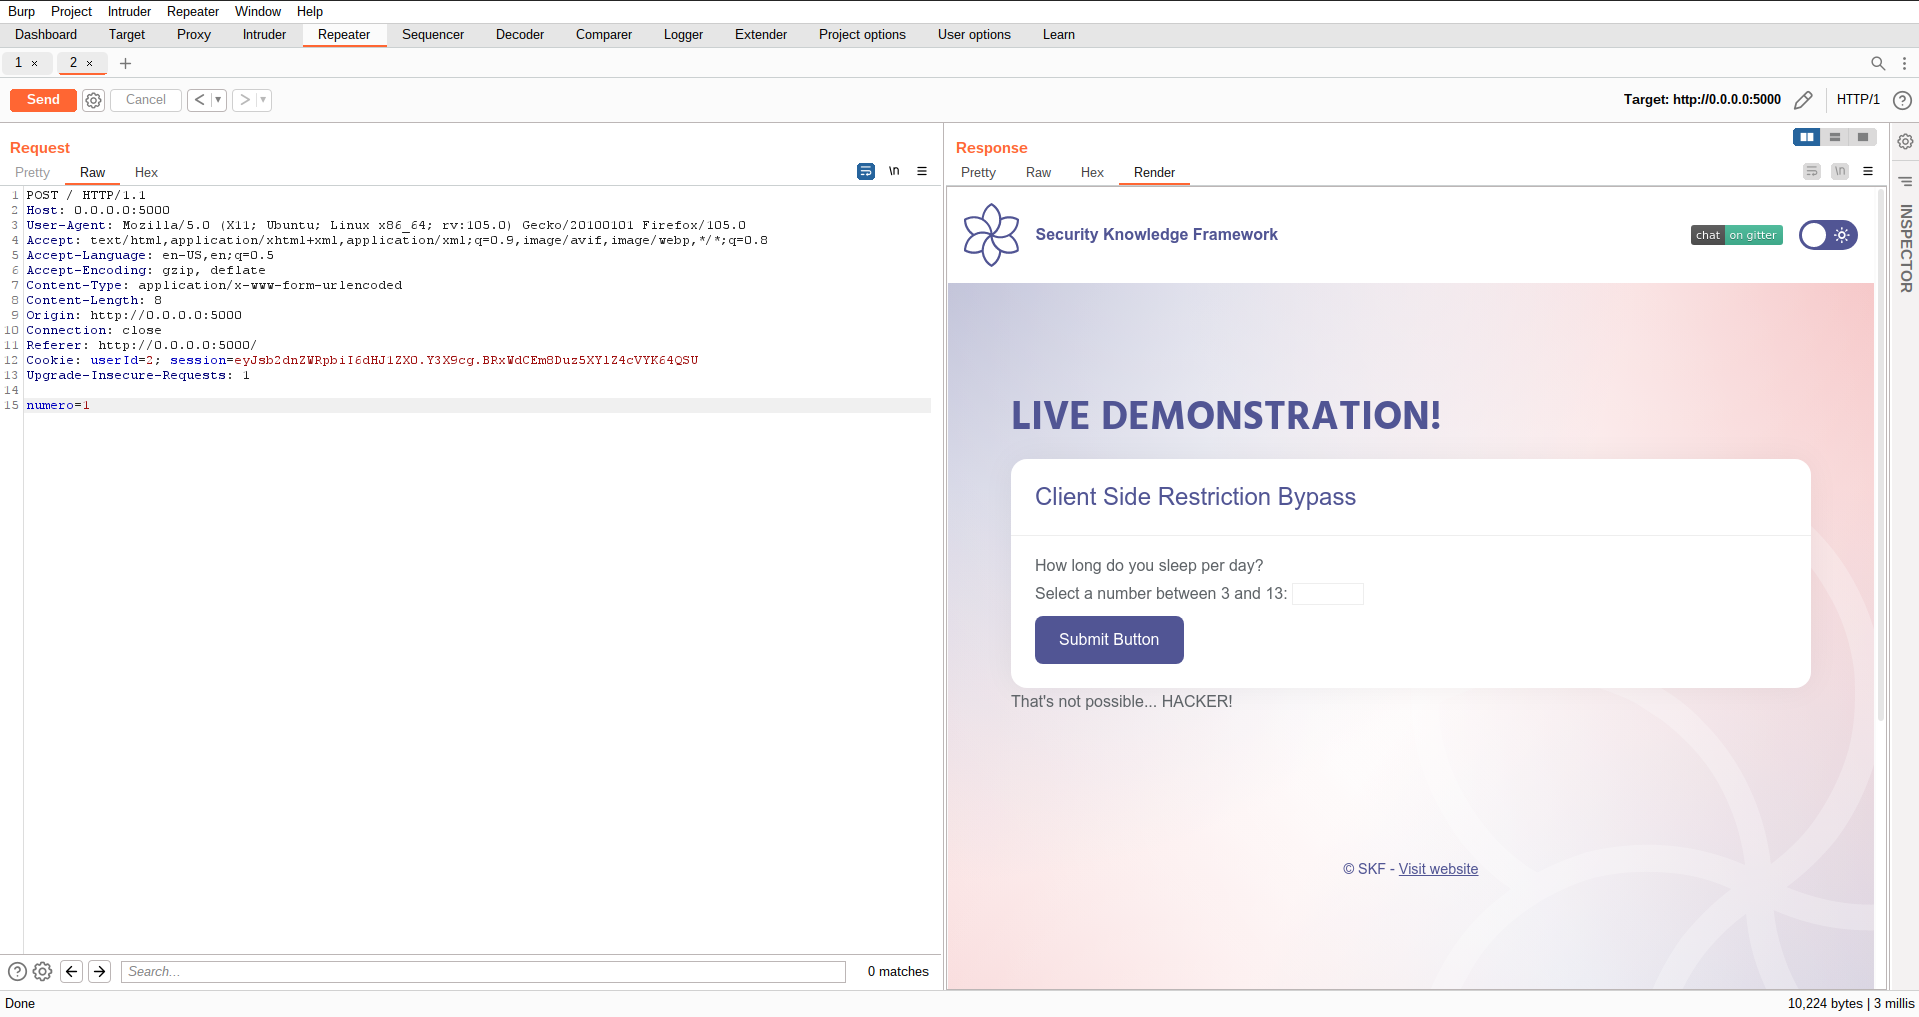 Burp Project Intruder Repeater Window Help
Dashboard Target Proxy Intruder Repeater Sequencer Decoder Comparer Logger Extender Project options User options Learn
1 × 2 × +
Send Cancel < >
Target: http://0.0.0.0:5000 HTTP/1 ?
Request
Pretty Raw Hex \n
1 POST / HTTP/1.1
2 Host: 0.0.0.0:5000
3 User-Agent: Mozilla/5.0 (X11; Ubuntu; Linux x86_64; rv:105.0) Gecko/20100101 Firefox/105.0
4 Accept: text/html,application/xhtml+xml,application/xml;q=0.9,image/avif,image/webp,*/*;q=0.8
5 Accept-Language: en-US,en;q=0.5
6 Accept-Encoding: gzip, deflate
7 Content-Type: application/x-www-form-urlencoded
8 Content-Length: 8
9 Origin: http://0.0.0.0:5000
10 Connection: close
11 Referer: http://0.0.0.0:5000/
12 Cookie: userId=2; session=eyJsb2dnZWRpbiI6dHJ1ZX0.Y3X9cg.BRxWdCEm8Duz5XYlZ4cVYK64QSU
13 Upgrade-Insecure-Requests: 1
14
15 numero=1
? Search... 0 matches
Response
Pretty Raw Hex Render \n
Security Knowledge Framework
chat on gitter
LIVE DEMONSTRATION!
Client Side Restriction Bypass
How long do you sleep per day?
Select a number between 3 and 13:
Submit Button
That's not possible... HACKER!
© SKF - Visit website
INSPECTOR
Done
10,224 bytes | 3 millis